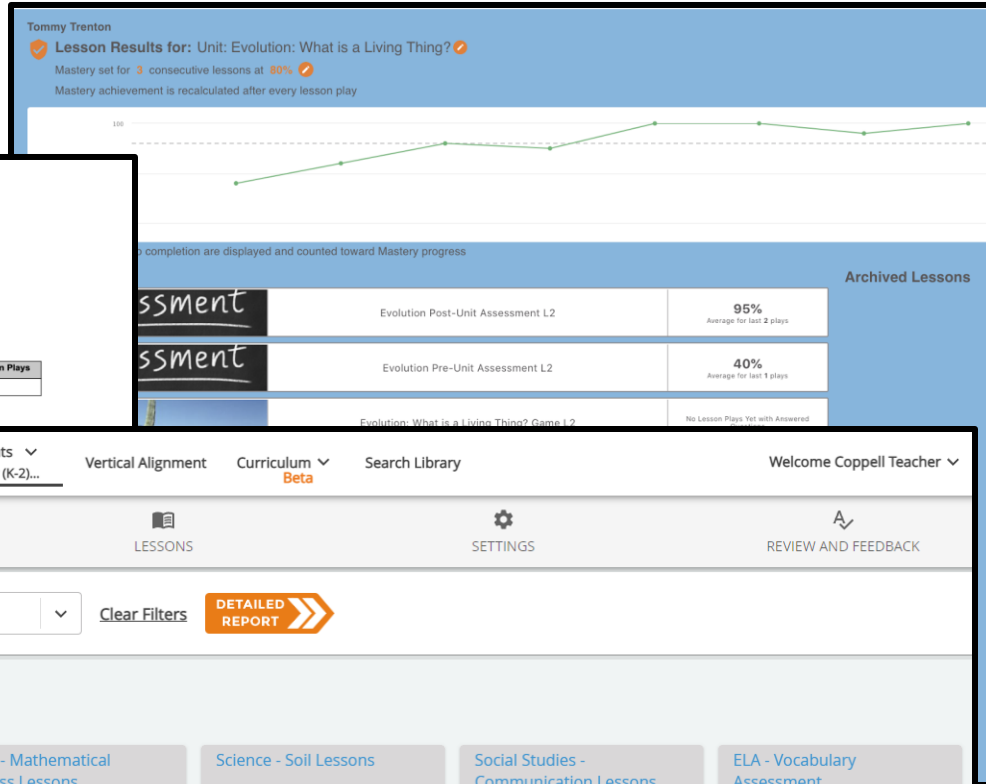 Tommy Trenton
Lesson Results for: Unit: Evolution: What is a Living Thing?
Mastery set for 3 consecutive lessons at 80%
Mastery achievement is recalculated after every lesson play
100
completion are displayed and counted toward Mastery progress
Archived Lessons
ssment
Evolution Post-Unit Assessment L2
95%
Average for last 2 plays
ssment
Evolution Pre-Unit Assessment L2
40%
Average for last 1 plays
n Plays
Evolution: What is a Living Thing? Game L2
No Lesson Plays Yet with Answered
ts
(K-2)...
Vertical Alignment
Curriculum
Beta
Search Library
Welcome Coppell Teacher
LESSONS
SETTINGS
REVIEW AND FEEDBACK
Clear Filters
DETAILED
REPORT
- Mathematical
ss Lessons
Science - Soil Lessons
Social Studies -
Communication Lessons
ELA - Vocabulary
Assessment